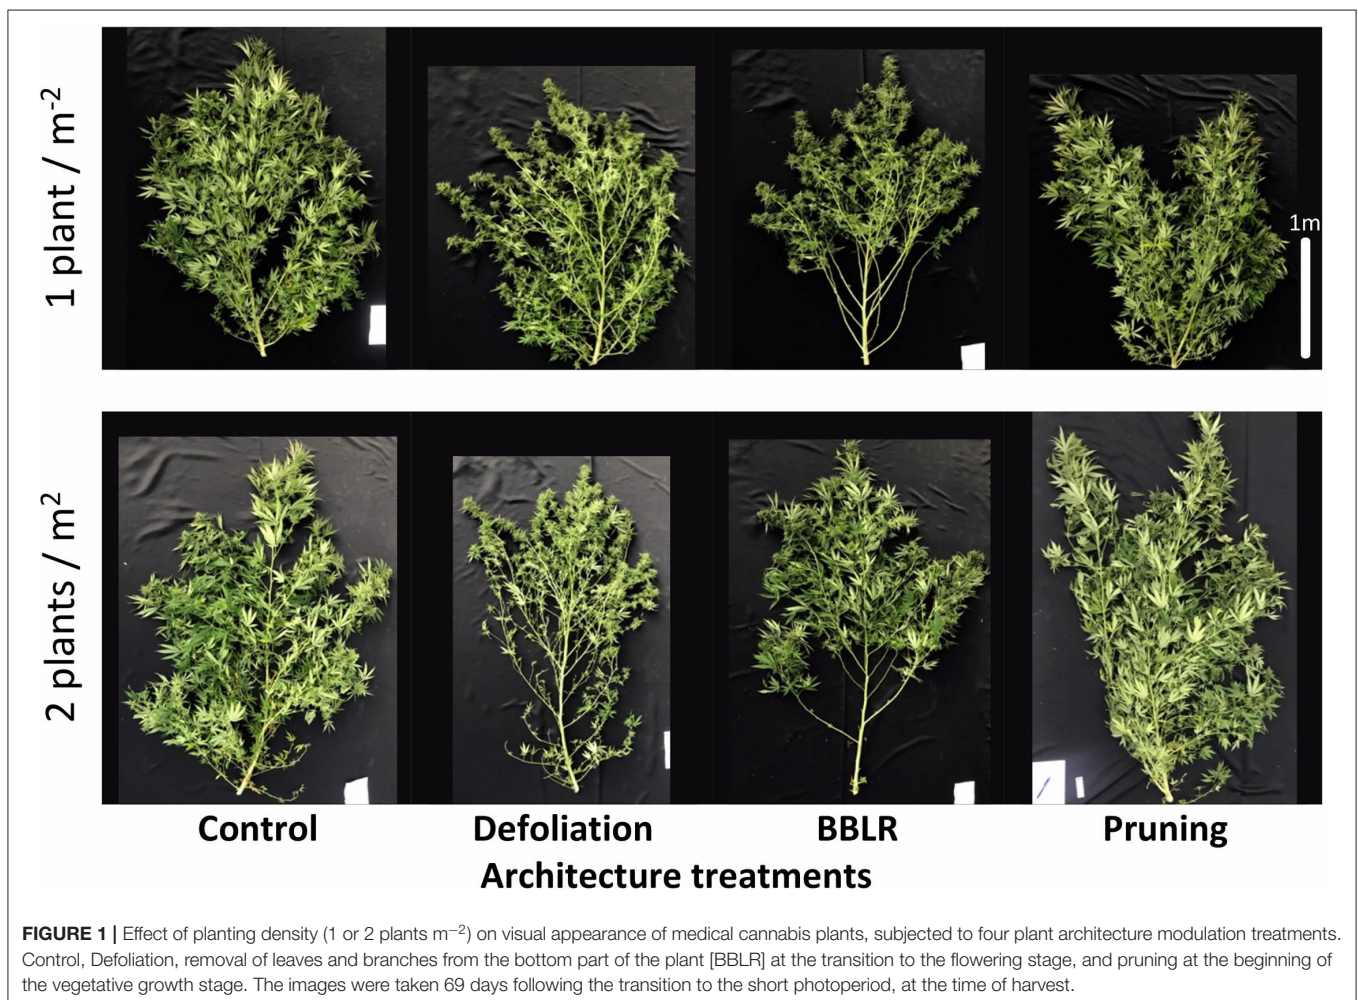 1 plant / m-2
1m
2 plants / m2
Control Defoliation BBLR Pruning
Architecture treatments
FIGURE 1 | Effect of planting density (1 or 2 plants m−2) on visual appearance of medical cannabis plants, subjected to four plant architecture modulation treatments.
Control, Defoliation, removal of leaves and branches from the bottom part of the plant [BBLR] at the transition to the flowering stage, and pruning at the beginning of
the vegetative growth stage. The images were taken 69 days following the transition to the short photoperiod, at the time of harvest.